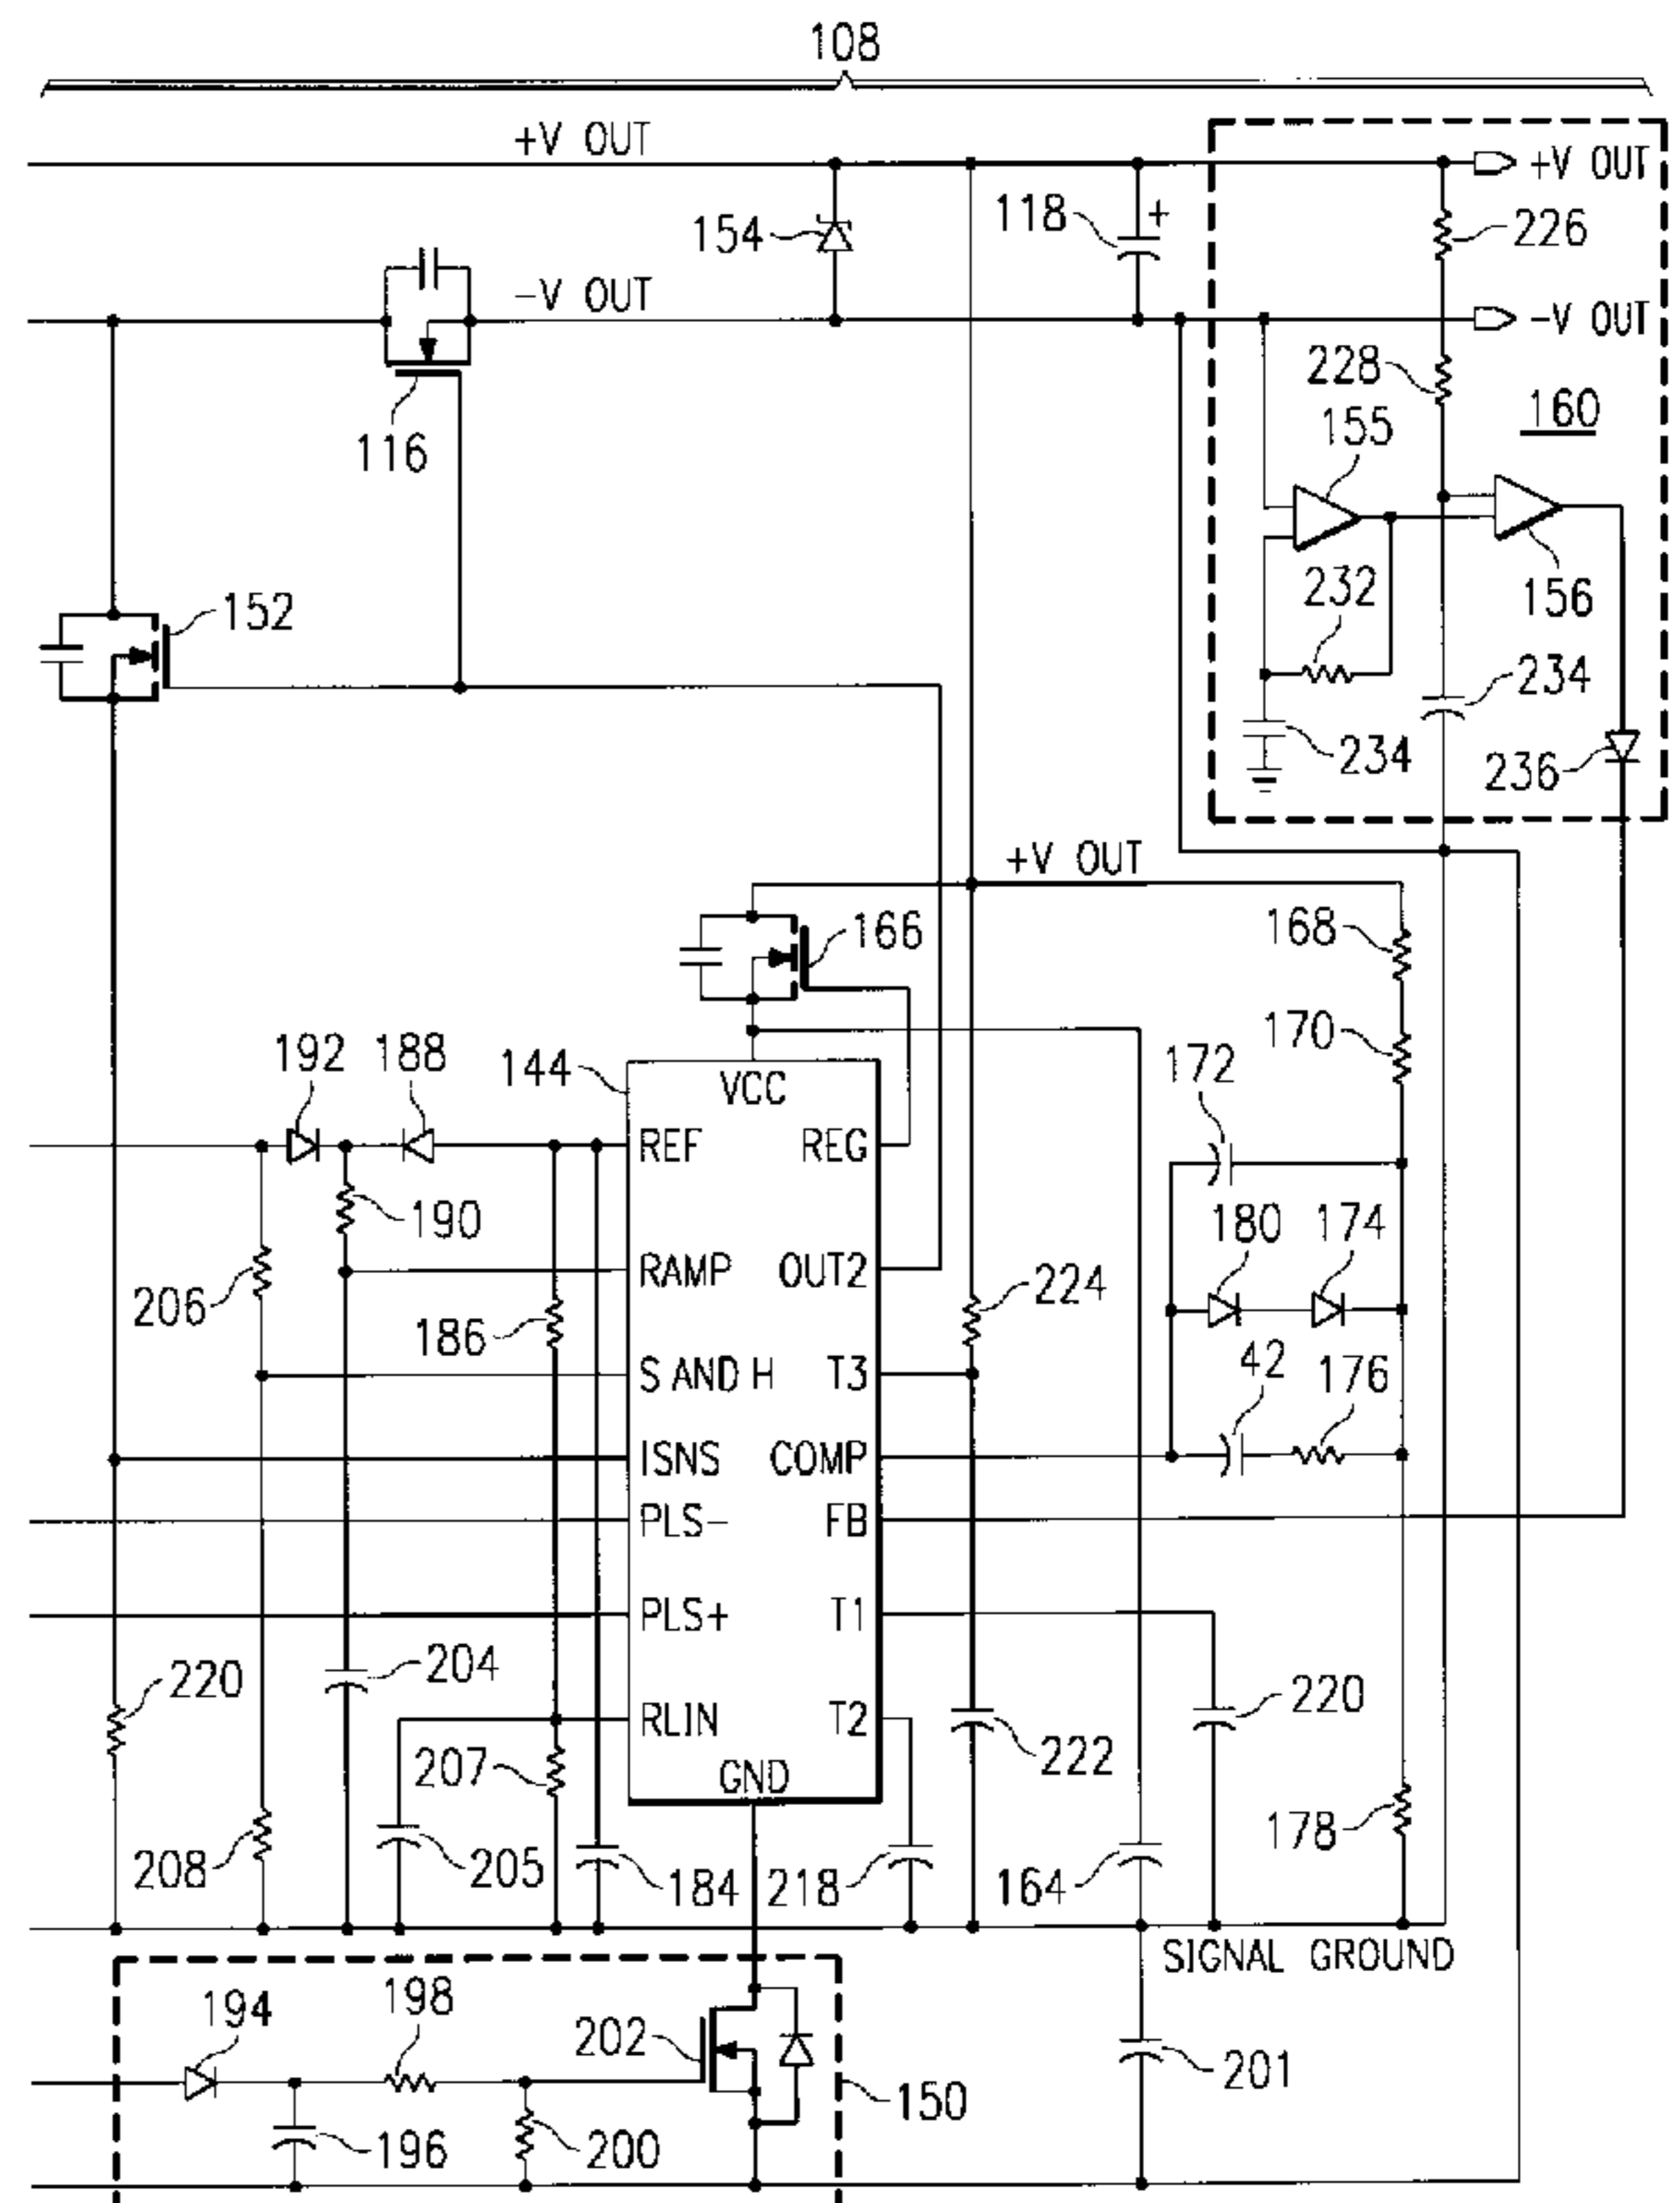 108
+V OUT
+V OUT
154
118
+
226
-V OUT
-V OUT
228
160
116
155
152
232
156
234
234
236
+V OUT
166
168
170
192
188
144
VCC
172
REF
REG
190
180
174
RAMP
OUT2
224
206
186
42
176
S AND H
T3
ISNS
COMP
PLS-
FB
PLS+
T1
220
204
220
RLIN
T2
207
222
GND
178
208
205
184
218
164
SIGNAL GROUND
194
198
202
201
150
196
200